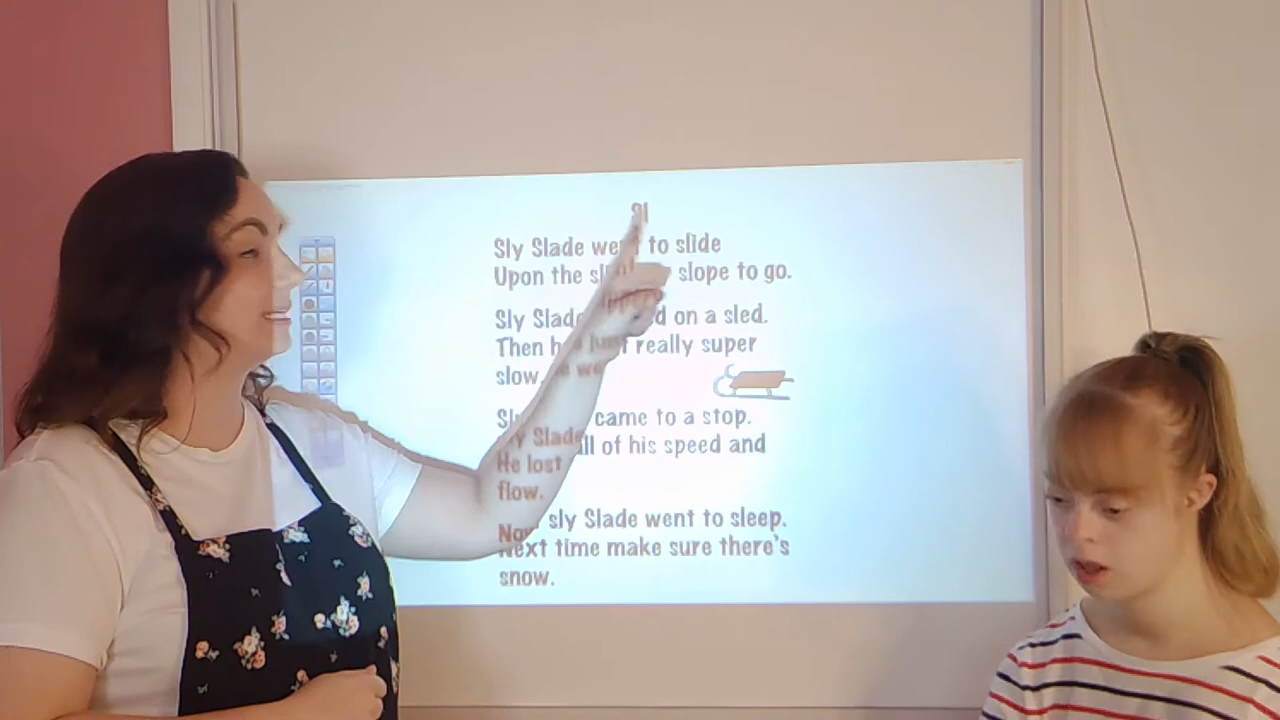 Sl
Sly Slade went to slide
Upon the slope to go.
Sly Slade on a sled.
Then really super
slow.
Sly Slade came to a stop.
He lost all of his speed and
flow.
Now sly Slade went to sleep.
Next time make sure there's
snow.